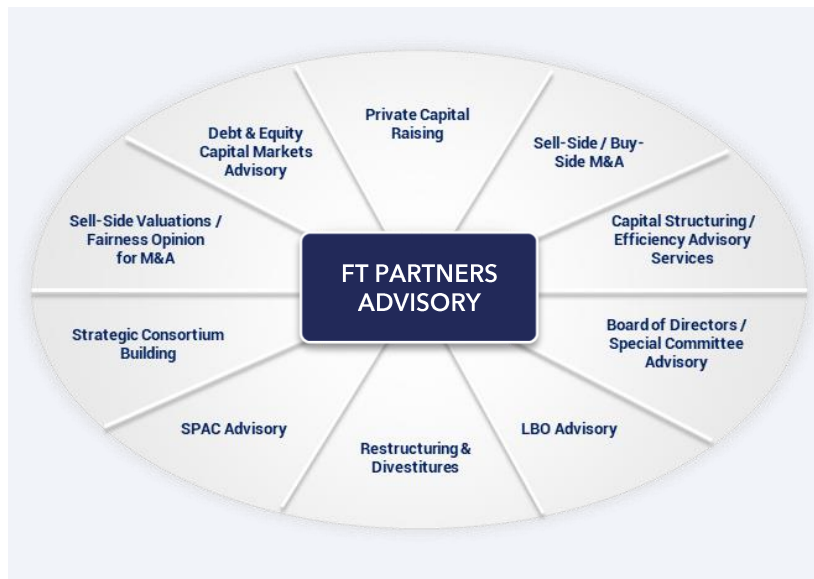 Private Capital
Raising
Debt & Equity
Capital Markets
Advisory
Sell-Side / Buy-
Side M&A
Sell-Side Valuations /
Fairness Opinion
for M&A
Capital Structuring /
Efficiency Advisory
Services
FT PARTNERS
ADVISORY
Strategic Consortium
Building
Board of Directors /
Special Committee
Advisory
SPAC Advisory
LBO Advisory
Restructuring &
Divestitures